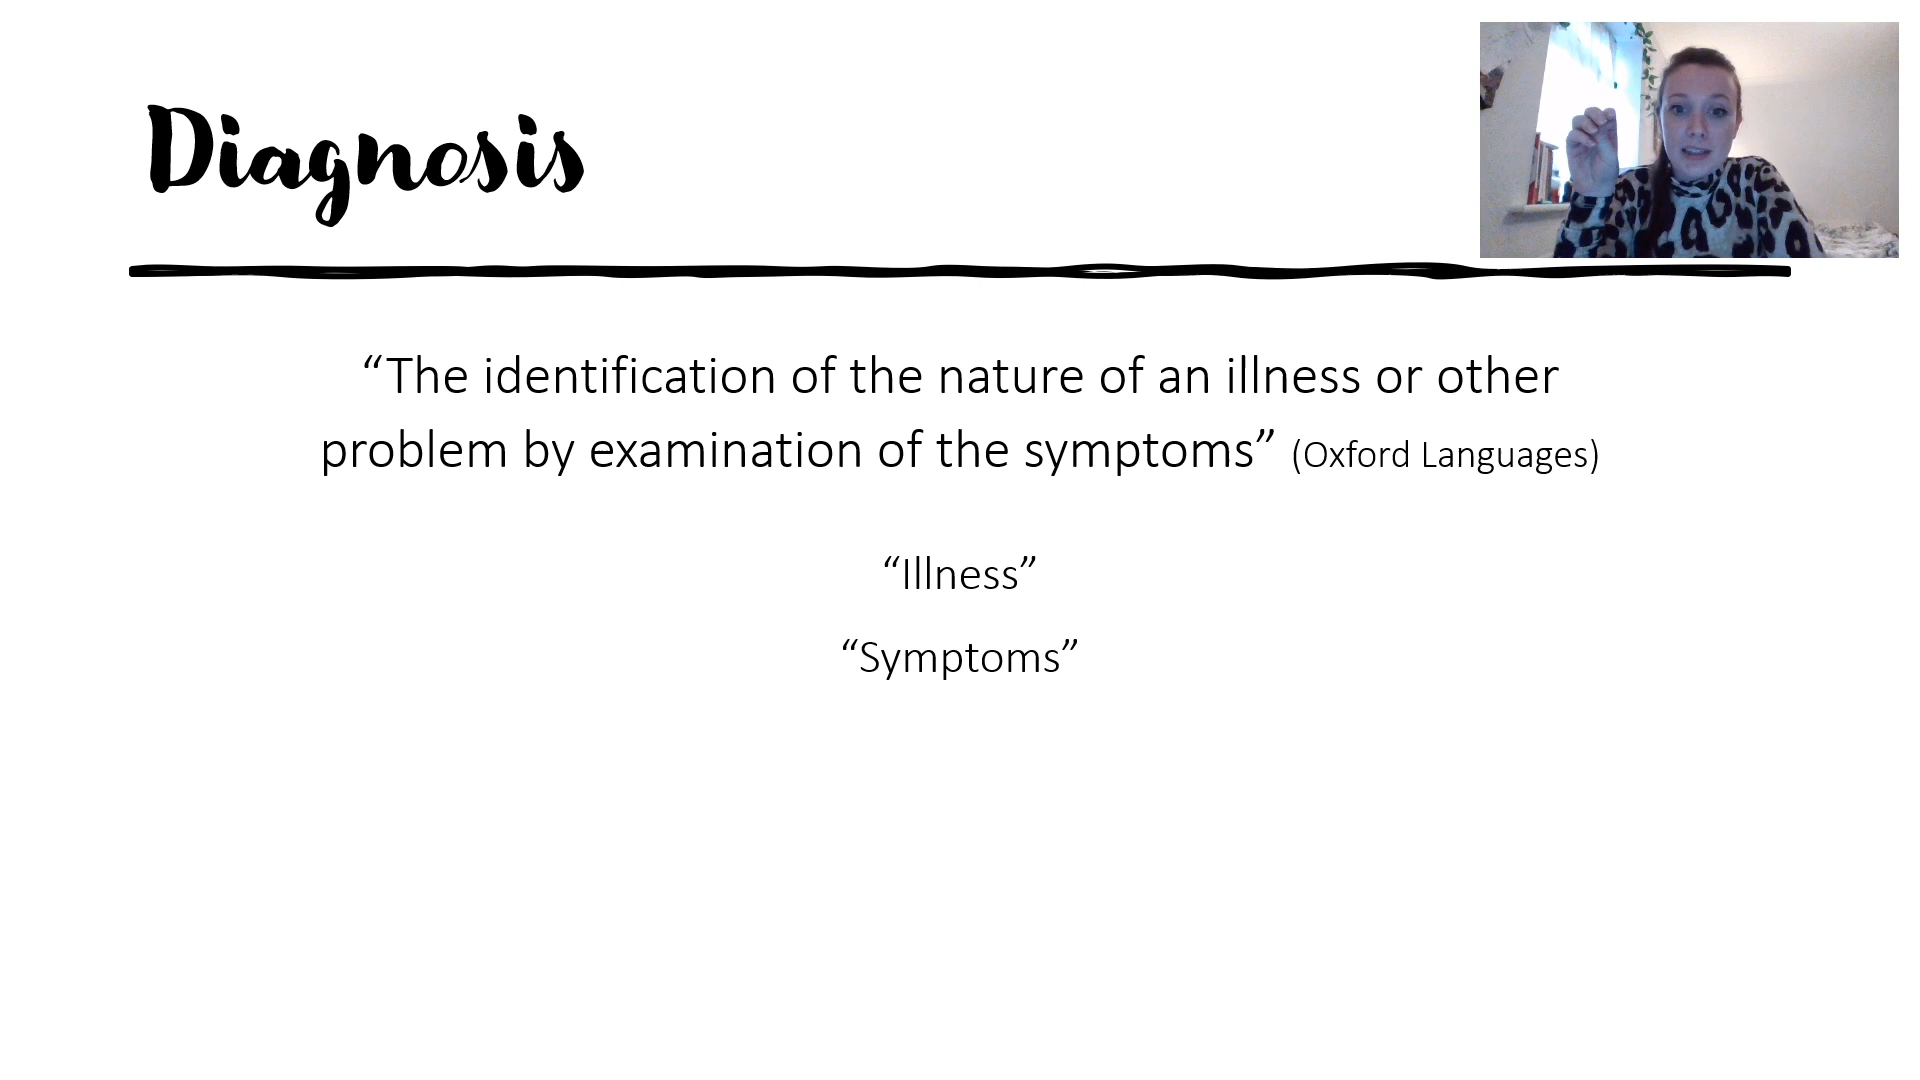 Diagnosis
“The identification of the nature of an illness or other
problem by examination of the symptoms” (Oxford Languages)
“Illness”
“Symptoms”